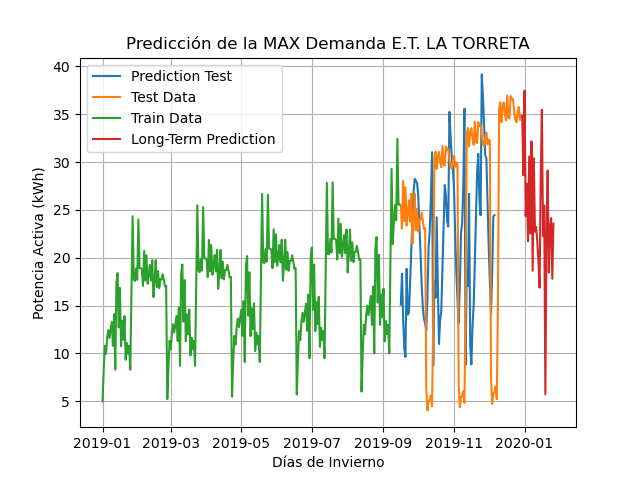 Predicción de la MAX Demanda E.T. LA TORRETA
Prediction Test
Test Data
Train Data
Long-Term Prediction
40
35
30
25
20
15
10
5
Potencia Activa (kWh)
2019-01 2019-03 2019-05 2019-07 2019-09 2019-11 2020-01
Días de Invierno